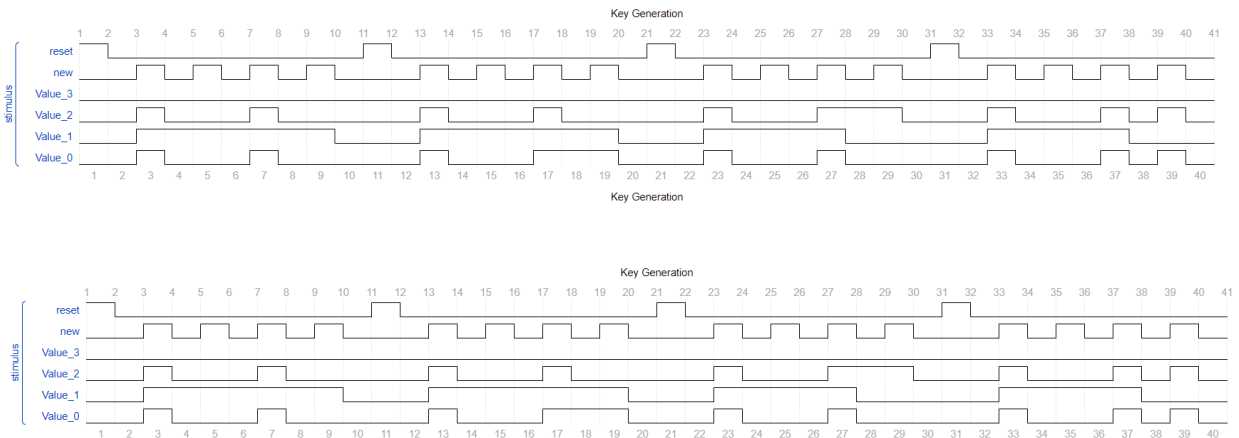 Key Generation
1 2 3 4 5 6 7 8 9 10 11 12 13 14 15 16 17 18 19 20 21 22 23 24 25 26 27 28 29 30 31 32 33 34 35 36 37 38 39 40 41
stimulus
reset
new
Value_3
Value_2
Value_1
Value_0
1 2 3 4 5 6 7 8 9 10 11 12 13 14 15 16 17 18 19 20 21 22 23 24 25 26 27 28 29 30 31 32 33 34 35 36 37 38 39 40
Key Generation
Key Generation
1 2 3 4 5 6 7 8 9 10 11 12 13 14 15 16 17 18 19 20 21 22 23 24 25 26 27 28 29 30 31 32 33 34 35 36 37 38 39 40 41
stimulus
reset
new
Value_3
Value_2
Value_1
Value_0
1 2 3 4 5 6 7 8 9 10 11 12 13 14 15 16 17 18 19 20 21 22 23 24 25 26 27 28 29 30 31 32 33 34 35 36 37 38 39 40